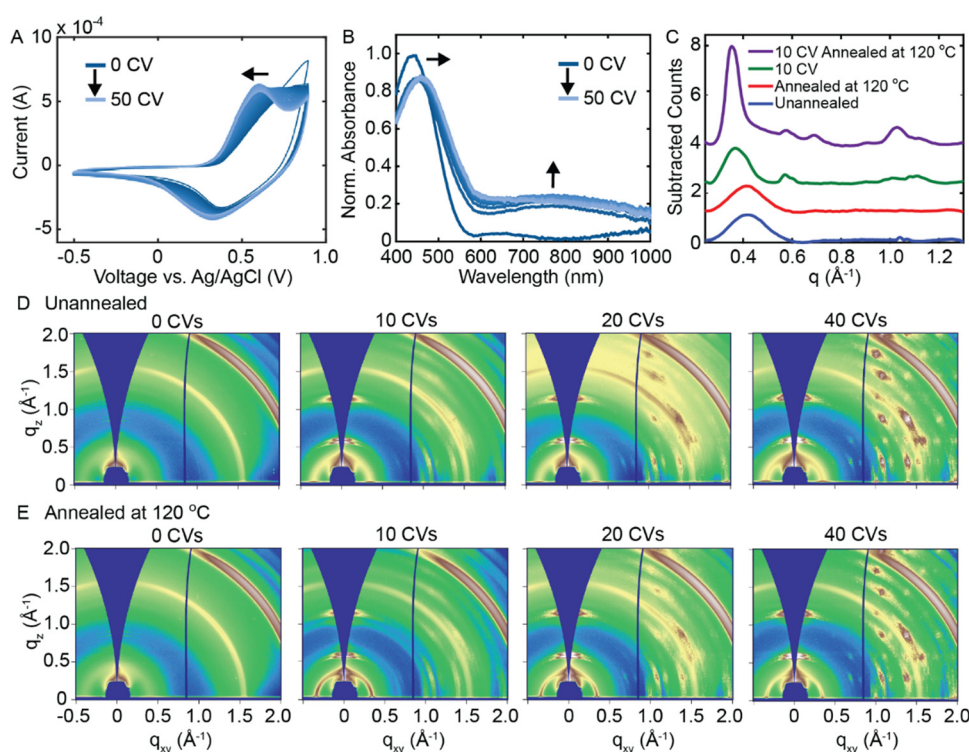 A
x 10⁻⁴
10
5
0
-5
-0.5
0
0.5
1.0
Current (A)
Voltage vs. Ag/AgCl (V)
0 CV
50 CV
B
1.0
0.8
0.6
0.4
0.2
0
400 500 600 700 800 900 1000
Norm. Absorbance
Wavelength (nm)
0 CV
50 CV
C
8
6
4
2
0
0.4 0.6 0.8 1.0 1.2
Subtracted Counts
q (Å⁻¹)
10 CV Annealed at 120 °C
10 CV
Annealed at 120 °C
Unannealed
D Unannealed
0 CVs 10 CVs 20 CVs 40 CVs
2.0
1.5
1.0
0.5
0
q_z (Å⁻¹)
E Annealed at 120 °C
0 CVs 10 CVs 20 CVs 40 CVs
2.0
1.5
1.0
0.5
0
q_z (Å⁻¹)
-0.5 0 0.5 1.0 1.5 2.0 0 0.5 1.0 1.5 2.0 0 0.5 1.0 1.5 2.0 0 0.5 1.0 1.5 2.0
q_xy (Å⁻¹) q_xy (Å⁻¹) q_xy (Å⁻¹) q_xy (Å⁻¹)